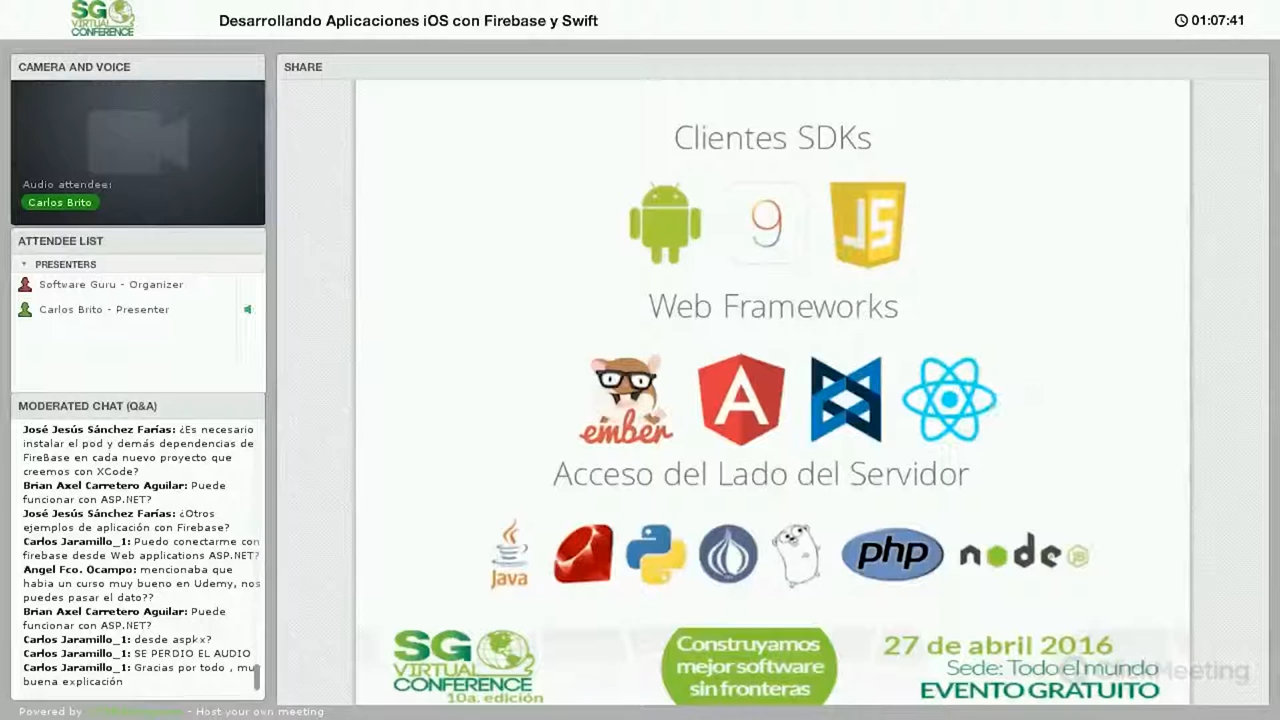 SG
VIRTUAL
CONFERENCE
Desarrollando Aplicaciones iOS con Firebase y Swift
01:07:41
CAMERA AND VOICE
Audio attendee:
Carlos Brito
ATTENDEE LIST
PRESENTERS
Software Guru - Organizer
Carlos Brito - Presenter
MODERATED CHAT (Q&A)
José Jesús Sánchez Farías: ¿Es necesario
instalar el pod y demás dependencias de
FireBase en cada nuevo proyecto que
creemos con XCode?
Brian Axel Carretero Aguilar: Puede
funcionar con ASP.NET?
José Jesús Sánchez Farías: ¿Otros
ejemplos de aplicación con Firebase?
Carlos Jaramillo_1: Puedo conectarme con
firebase desde Web applications ASP.NET?
Angel Fco. Ocampo: mencionaba que
habia un curso muy bueno en Udemy, nos
puedes pasar el dato??
Brian Axel Carretero Aguilar: Puede
funcionar con ASP.NET?
Carlos Jaramillo_1: desde aspx?
Carlos Jaramillo_1: SE PERDIO EL AUDIO
Carlos Jaramillo_1: Gracias por todo , mu
buena explicación
Powered by - Host your own meeting
SHARE
Clientes SDKs
9
JS
Web Frameworks
ember
A
Acceso del Lado del Servidor
Java
php
node
JS
SG
VIRTUAL
CONFERENCE
10a. edición
Construyamos
mejor software
sin fronteras
27 de abril 2016
Sede: Todo el mundo
EVENTO GRATUITO
ClickMeeting